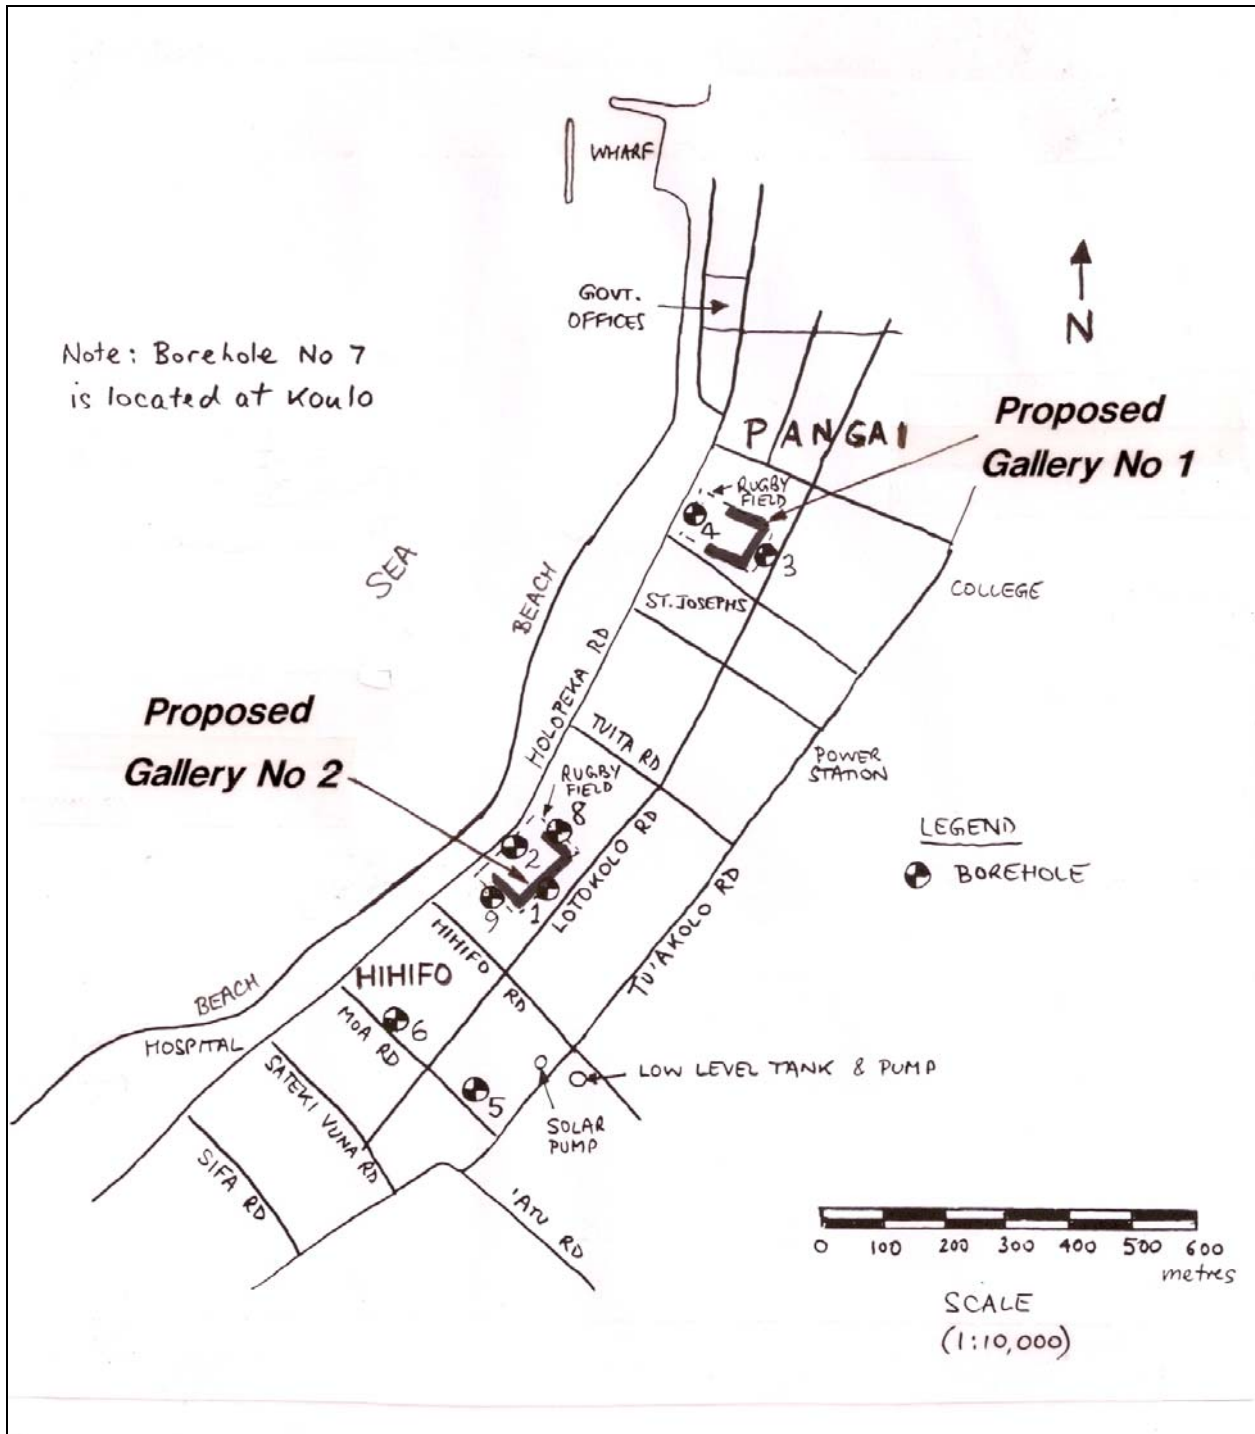 WHARF
GOVT.
OFFICES
N
Note: Borehole No 7
is located at Koulo
Proposed
Gallery No 1
PANGAI
RUGBY
FIELD
4
3
SEA
BEACH
ST. JOSEPHS
COLLEGE
HOLOPEKA RD
Proposed
Gallery No 2
TUITA RD
POWER
STATION
RUGBY
FIELD
8
2
9
1
LOTOKOLO RD
TU'AKOLO RD
LEGEND
BOREHOLE
HIHIFO RD
HIHIFO
BEACH
HOSPITAL
6
MOA RD
5
SATEKI VUNA RD
SIFA RD
SOLAR
PUMP
LOW LEVEL TANK & PUMP
'ATU RD
0 100 200 300 400 500 600
metres
SCALE
(1:10,000)